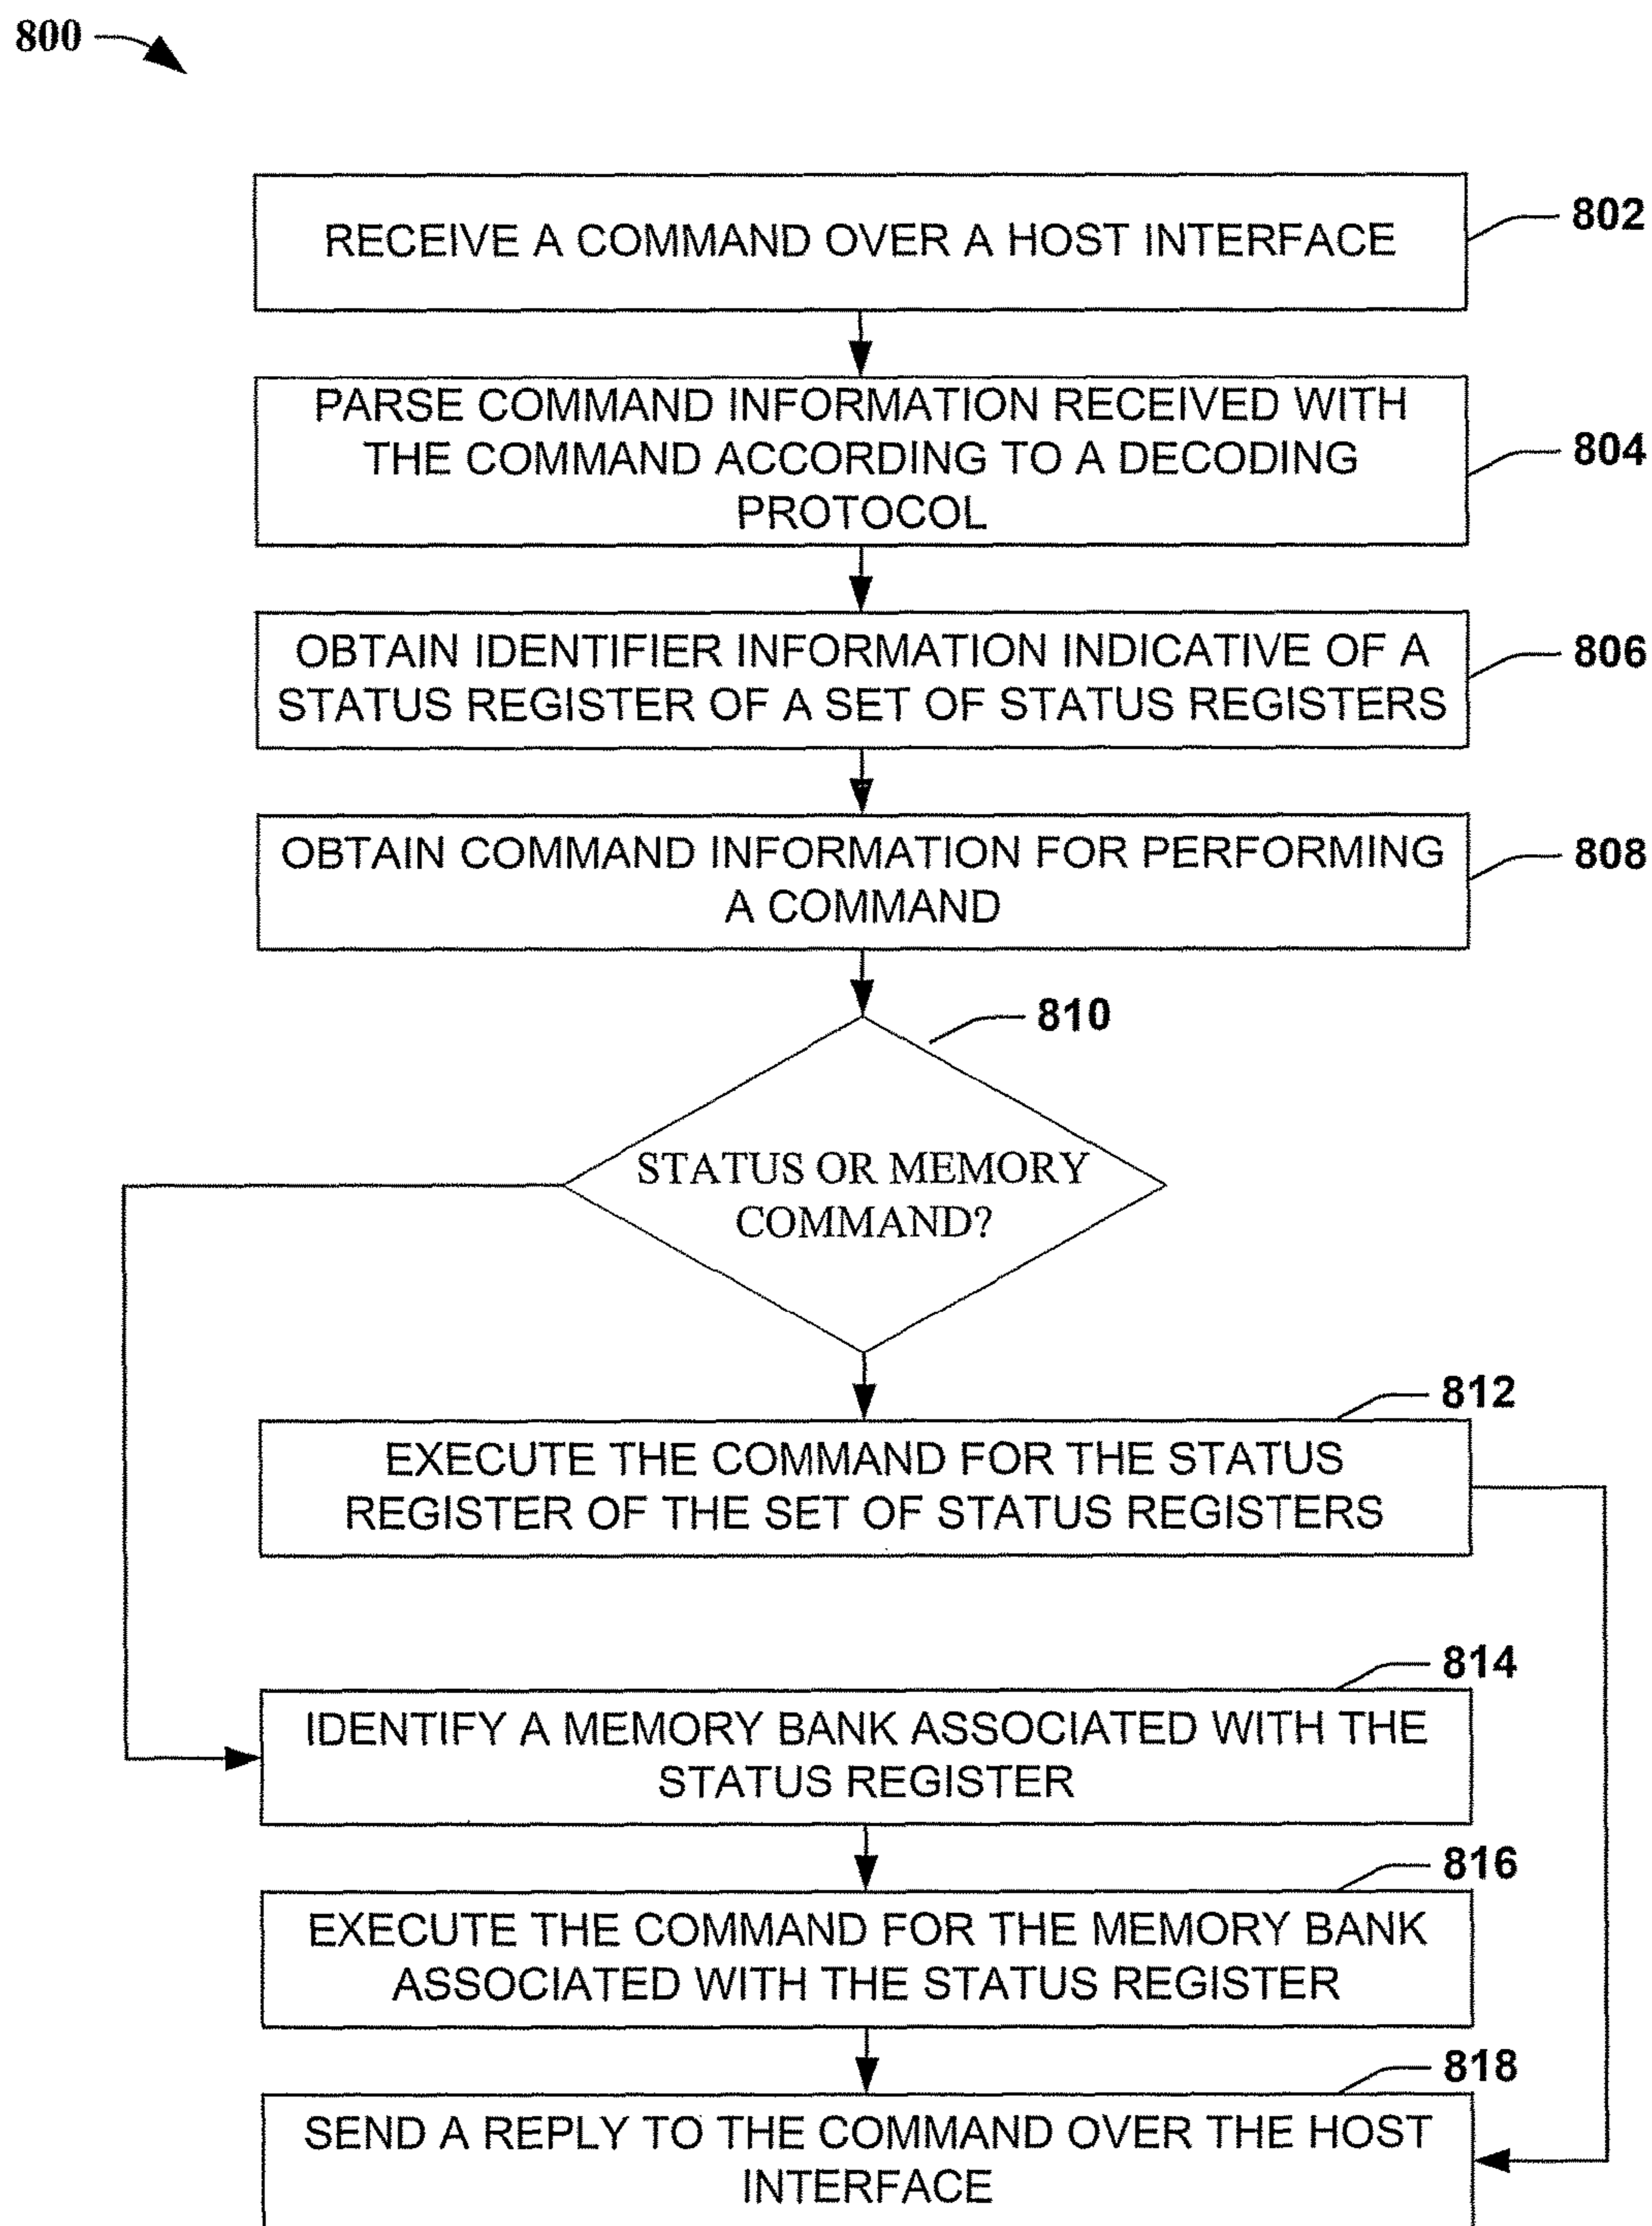 800
RECEIVE A COMMAND OVER A HOST INTERFACE
802
PARSE COMMAND INFORMATION RECEIVED WITH
THE COMMAND ACCORDING TO A DECODING
PROTOCOL
804
OBTAIN IDENTIFIER INFORMATION INDICATIVE OF A
STATUS REGISTER OF A SET OF STATUS REGISTERS
806
OBTAIN COMMAND INFORMATION FOR PERFORMING
A COMMAND
808
810
STATUS OR MEMORY
COMMAND?
812
EXECUTE THE COMMAND FOR THE STATUS
REGISTER OF THE SET OF STATUS REGISTERS
814
IDENTIFY A MEMORY BANK ASSOCIATED WITH THE
STATUS REGISTER
816
EXECUTE THE COMMAND FOR THE MEMORY BANK
ASSOCIATED WITH THE STATUS REGISTER
818
SEND A REPLY TO THE COMMAND OVER THE HOST
INTERFACE